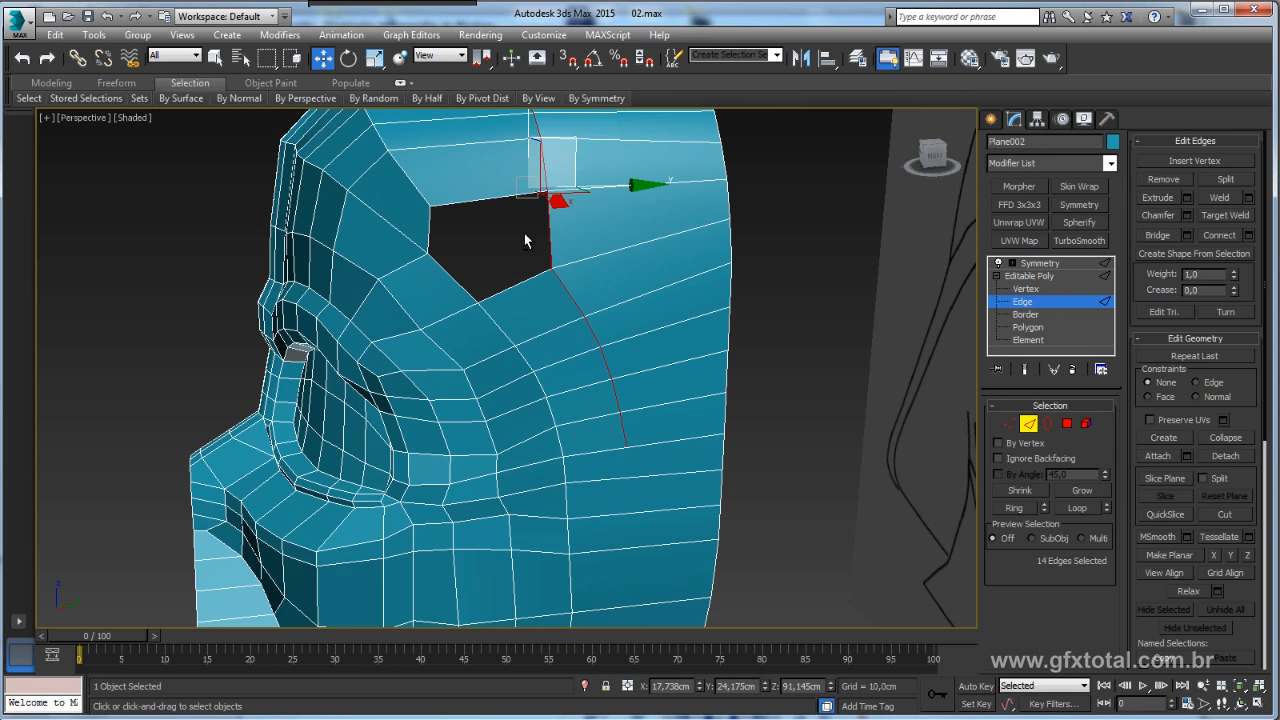 Workspace: Default
Autodesk 3ds Max 2015 02.max
Type a keyword or phrase
MAX
Edit Tools Group Views Create Modifiers Animation Graph Editors Rendering Customize MAXScript Help
All
View
Create Selection Se
Modeling Freeform Selection Object Paint Populate
Select Stored Selections Sets By Surface By Normal By Perspective By Random By Half By Pivot Dist By View By Symmetry
[+] [Perspective] [Shaded]
y
x
z
Plane002
Modifier List
Morpher Skin Wrap
FFD 3x3x3 Symmetry
Unwrap UVW Spherify
UVW Map TurboSmooth
Symmetry
Editable Poly
Vertex
Edge
Border
Polygon
Element
Selection
By Vertex
Ignore Backfacing
By Angle: 45,0
Shrink Grow
Ring Loop
Preview Selection
Off SubObj Multi
14 Edges Selected
Edit Edges
Insert Vertex
Remove Split
Extrude Weld
Chamfer Target Weld
Bridge Connect
Create Shape From Selection
Weight: 1,0
Crease: 0,0
Edit Tri. Turn
Edit Geometry
Repeat Last
Constraints
None Edge
Face Normal
Preserve UVs
Create Collapse
Attach Detach
Slice Plane Split
Slice Reset Plane
QuickSlice Cut
MSmooth Tessellate
Make Planar X Y Z
View Align Grid Align
Relax
Hide Selected Unhide All
Hide Unselected
Named Selections:
Copy Paste
www.gfxtotal.com.br
< 0 / 100 >
0 5 10 15 20 25 30 35 40 45 50 55 60 65 70 75 80 85 90 95 100
1 Object Selected
X: 17,738cm Y: 24,175cm Z: 91,145cm Grid = 10,0cm
Auto Key Selected
Welcome to M
Click or click-and-drag to select objects
Add Time Tag
Set Key Key Filters... 0